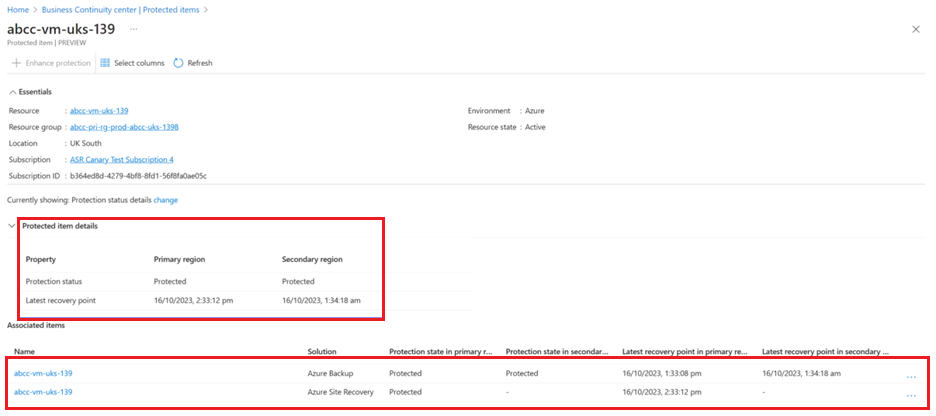 Home > Business Continuity center | Protected items >
abcc-vm-uks-139 ...
Protected item | PREVIEW
Enhance protection Select columns Refresh
Essentials
Resource : abcc-vm-uks-139 Environment : Azure
Resource group : abcc-pri-rg-prod-abcc-uks-1398 Resource state : Active
Location : UK South
Subscription : ASR Canary Test Subscription 4
Subscription ID : b364ed8d-4279-4bf8-8fd1-56f8fa0ae05c
Currently showing: Protection status details change
Protected item details
Property Primary region Secondary region
Protection status Protected Protected
Latest recovery point 16/10/2023, 2:33:12 pm 16/10/2023, 1:34:18 am
Associated items
Name Solution Protection state in primary r... Protection state in secondar... Latest recovery point in primary re... Latest recovery point in secondary ...
abcc-vm-uks-139 Azure Backup Protected Protected 16/10/2023, 1:33:08 pm 16/10/2023, 1:34:18 am ...
abcc-vm-uks-139 Azure Site Recovery Protected - 16/10/2023, 2:33:12 pm - ...